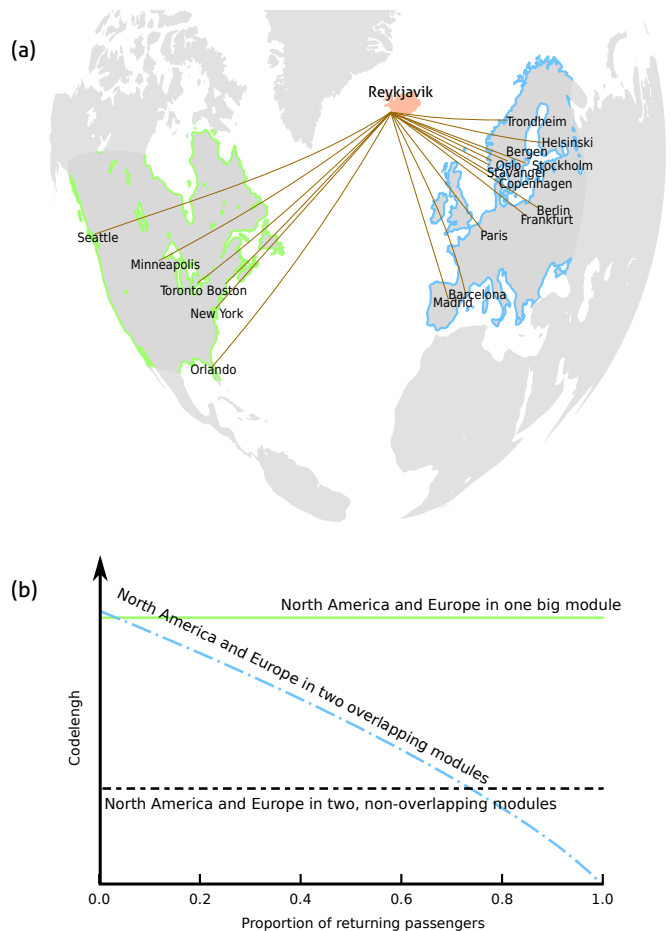 (a)
Reykjavik
Trondheim
Helsinki
Bergen
Oslo
Stockholm
Stavanger
Copenhagen
Berlin
Frankfurt
Paris
Barcelona
Madrid
Seattle
Minneapolis
Toronto
Boston
New York
Orlando
(b)
North America and Europe in one big module
North America and Europe in two overlapping modules
North America and Europe in two, non-overlapping modules
Codelengh
0.0 0.2 0.4 0.6 0.8 1.0
Proportion of returning passengers